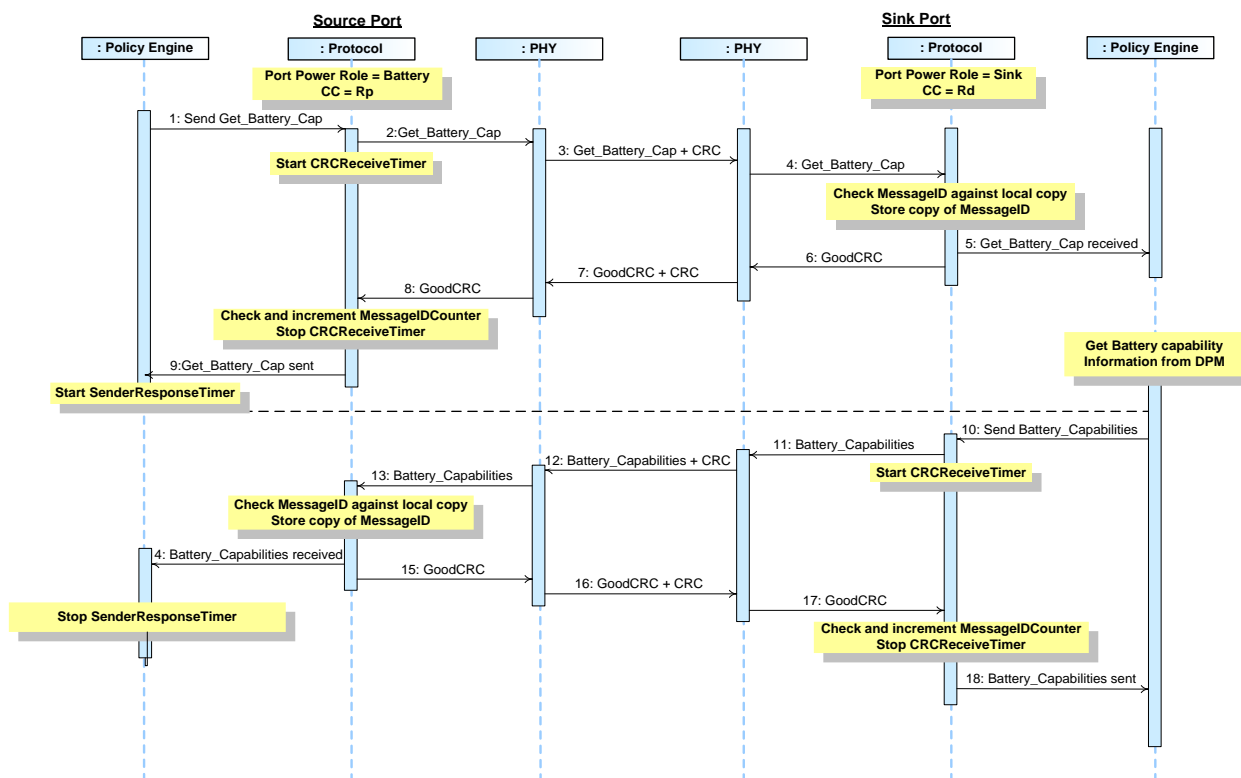 Source Port
Sink Port
: Policy Engine
: Protocol
: PHY
: PHY
: Protocol
: Policy Engine
Port Power Role = Battery
CC = Rp
Port Power Role = Sink
CC = Rd
1: Send Get_Battery_Cap
2:Get_Battery_Cap
Start CRCReceiveTimer
3: Get_Battery_Cap + CRC
4: Get_Battery_Cap
Check MessageID against local copy
Store copy of MessageID
5: Get_Battery_Cap received
6: GoodCRC
7: GoodCRC + CRC
8: GoodCRC
Check and increment MessageIDCounter
Stop CRCReceiveTimer
9:Get_Battery_Cap sent
Start SenderResponseTimer
Get Battery capability
Information from DPM
10: Send Battery_Capabilities
11: Battery_Capabilities
Start CRCReceiveTimer
12: Battery_Capabilities + CRC
13: Battery_Capabilities
Check MessageID against local copy
Store copy of MessageID
4: Battery_Capabilities received
15: GoodCRC
16: GoodCRC + CRC
17: GoodCRC
Stop SenderResponseTimer
Check and increment MessageIDCounter
Stop CRCReceiveTimer
18: Battery_Capabilities sent